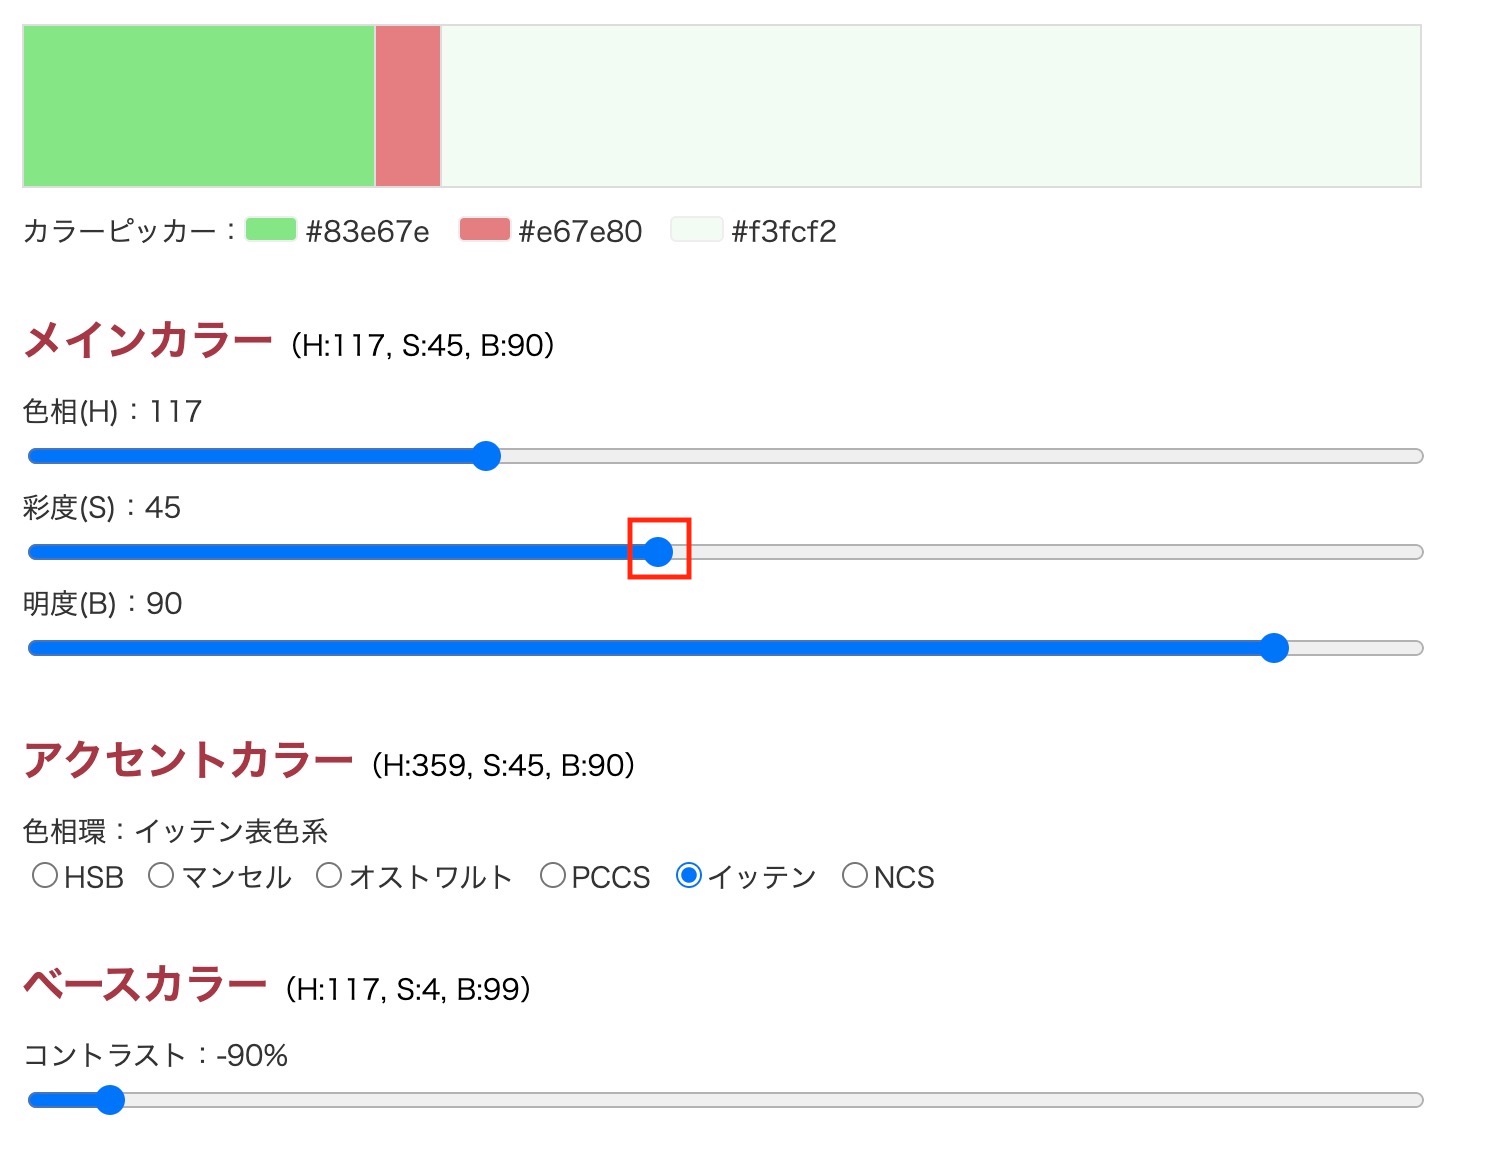 カラーピッカー：#83e67e #e67e80 #f3fcf2
メインカラー（H:117, S:45, B:90）
色相(H)：117
彩度(S)：45
明度(B)：90
アクセントカラー（H:359, S:45, B:90）
色相環：イッテン表色系
HSB マンセル オストワルト PCCS イッテン NCS
ベースカラー（H:117, S:4, B:99）
コントラスト：-90%